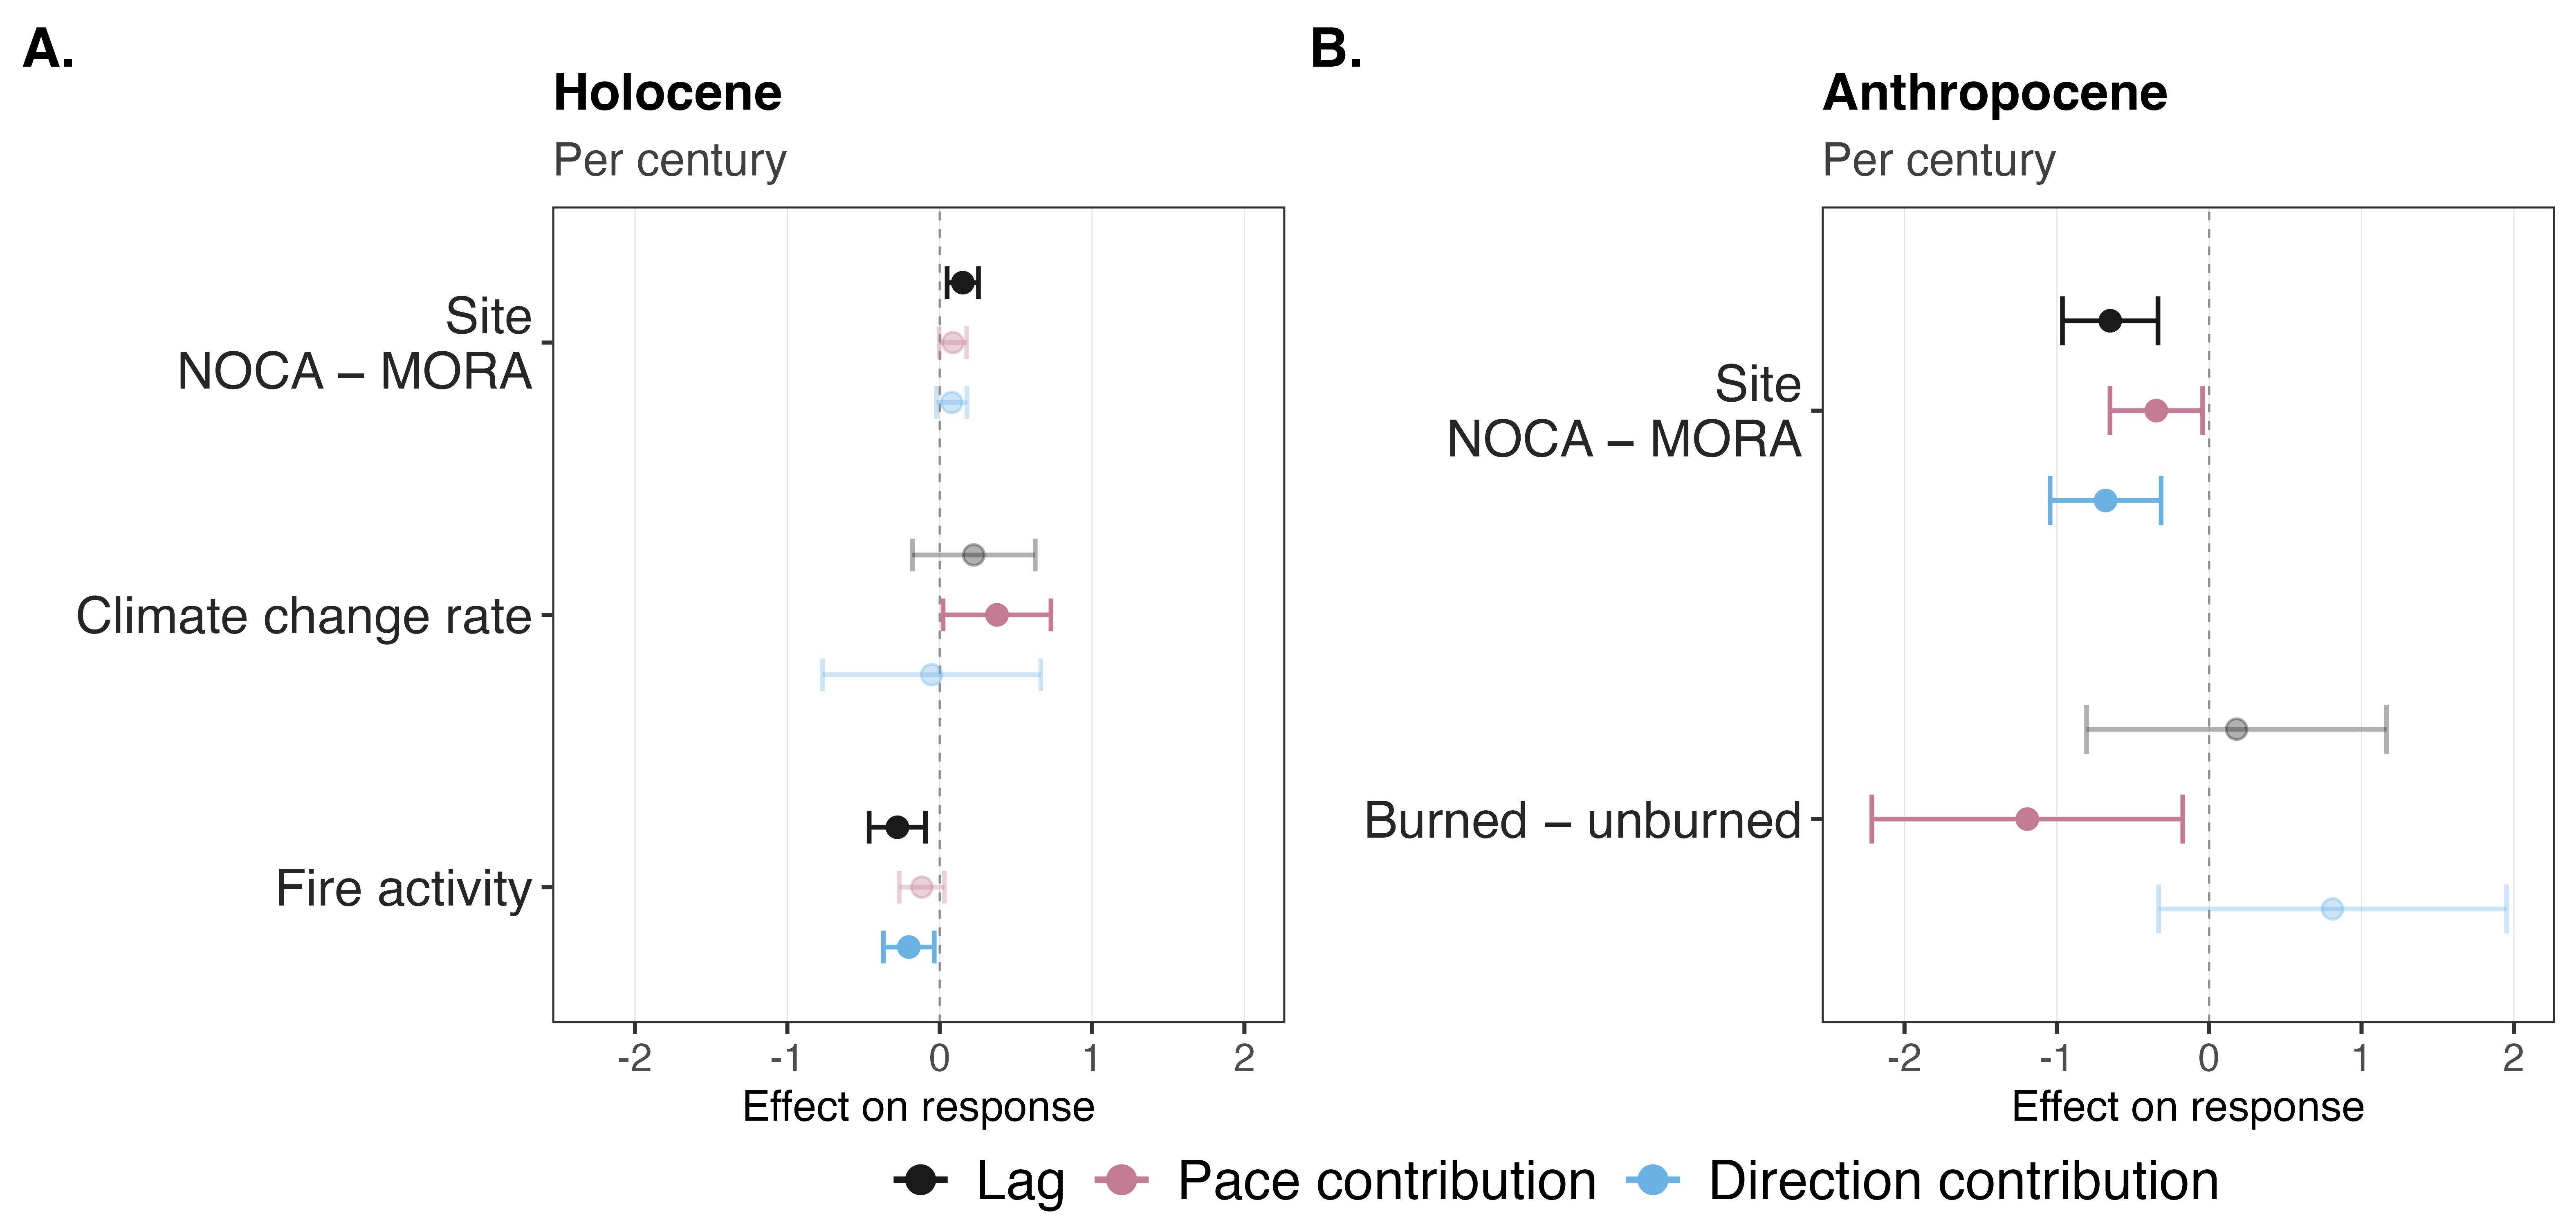 A.
Holocene
Per century
Site
NOCA – MORA
Climate change rate
Fire activity
-2 -1 0 1 2
Effect on response
B.
Anthropocene
Per century
Site
NOCA – MORA
Burned – unburned
-2 -1 0 1 2
Effect on response
Lag Pace contribution Direction contribution